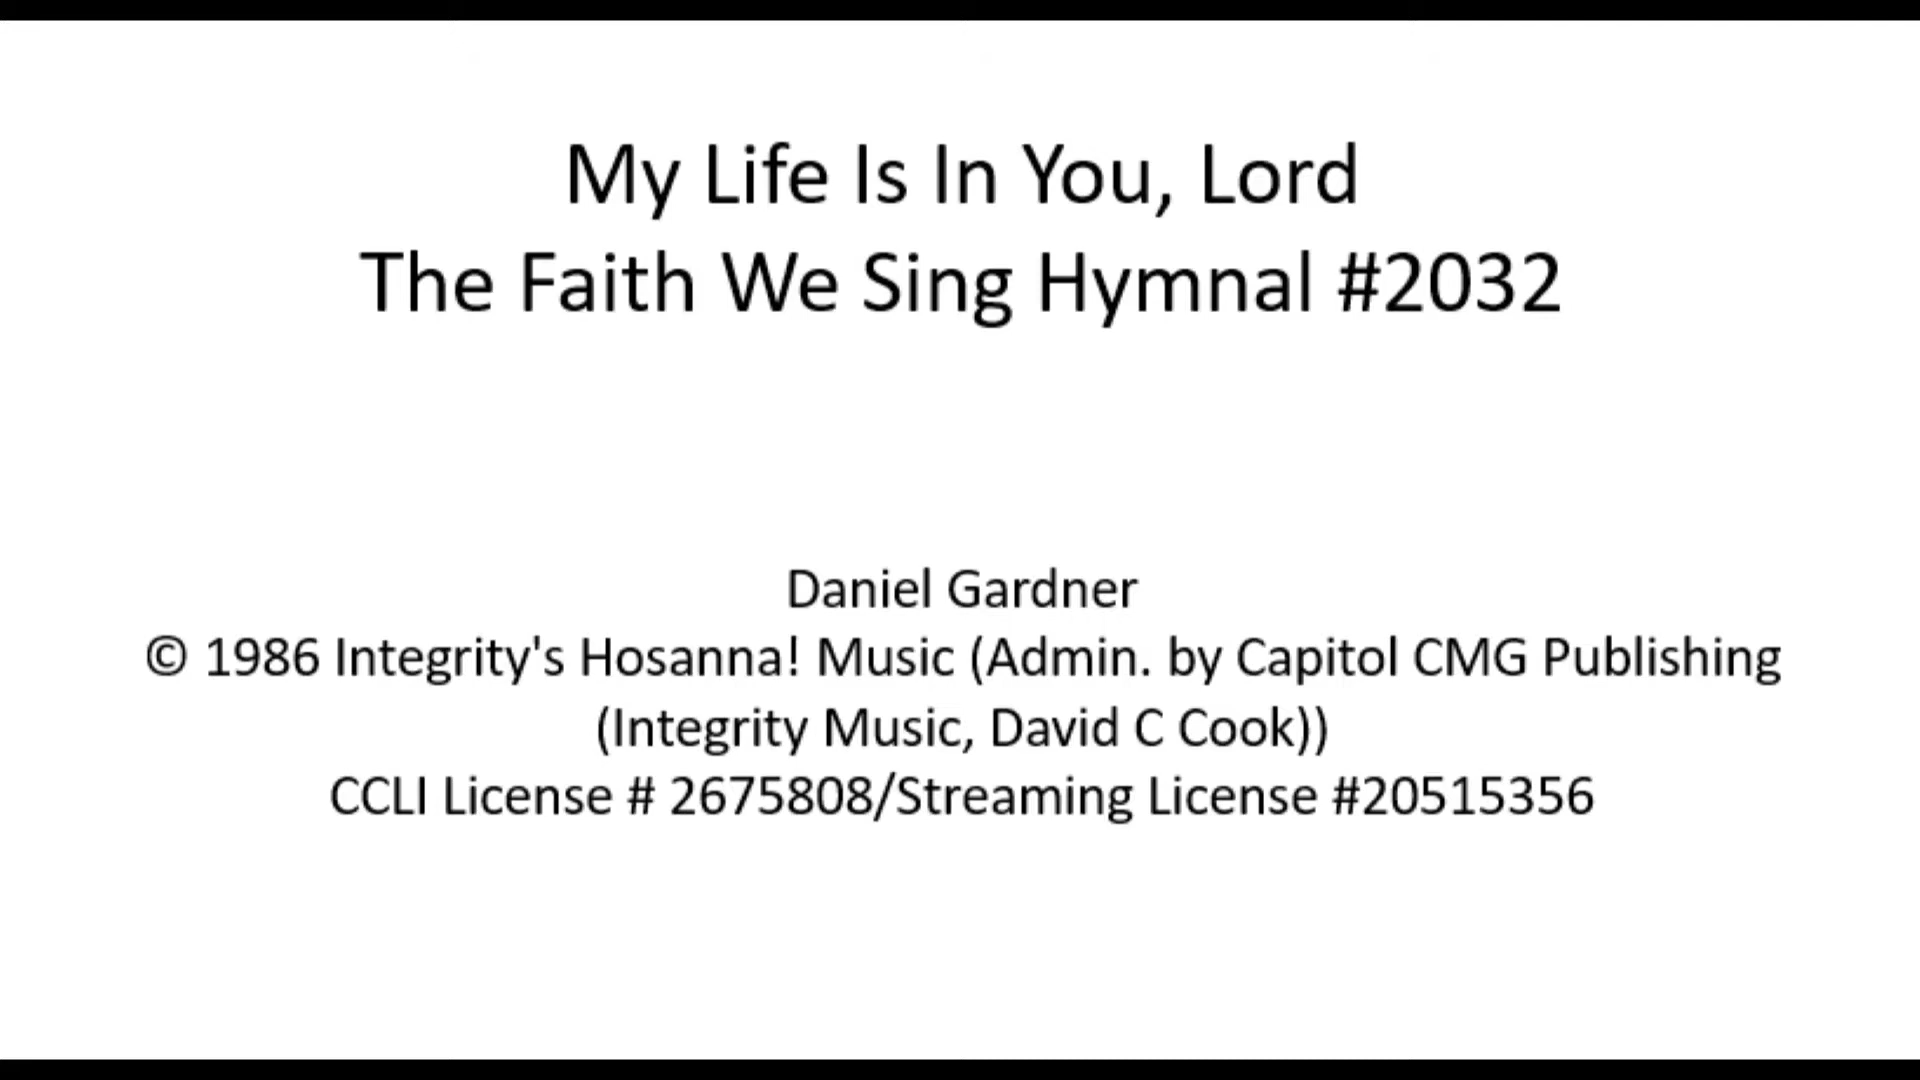 My Life Is In You, Lord
The Faith We Sing Hymnal #2032
Daniel Gardner
© 1986 Integrity's Hosanna! Music (Admin. by Capitol CMG Publishing
(Integrity Music, David C Cook))
CCLI License # 2675808/Streaming License #20515356